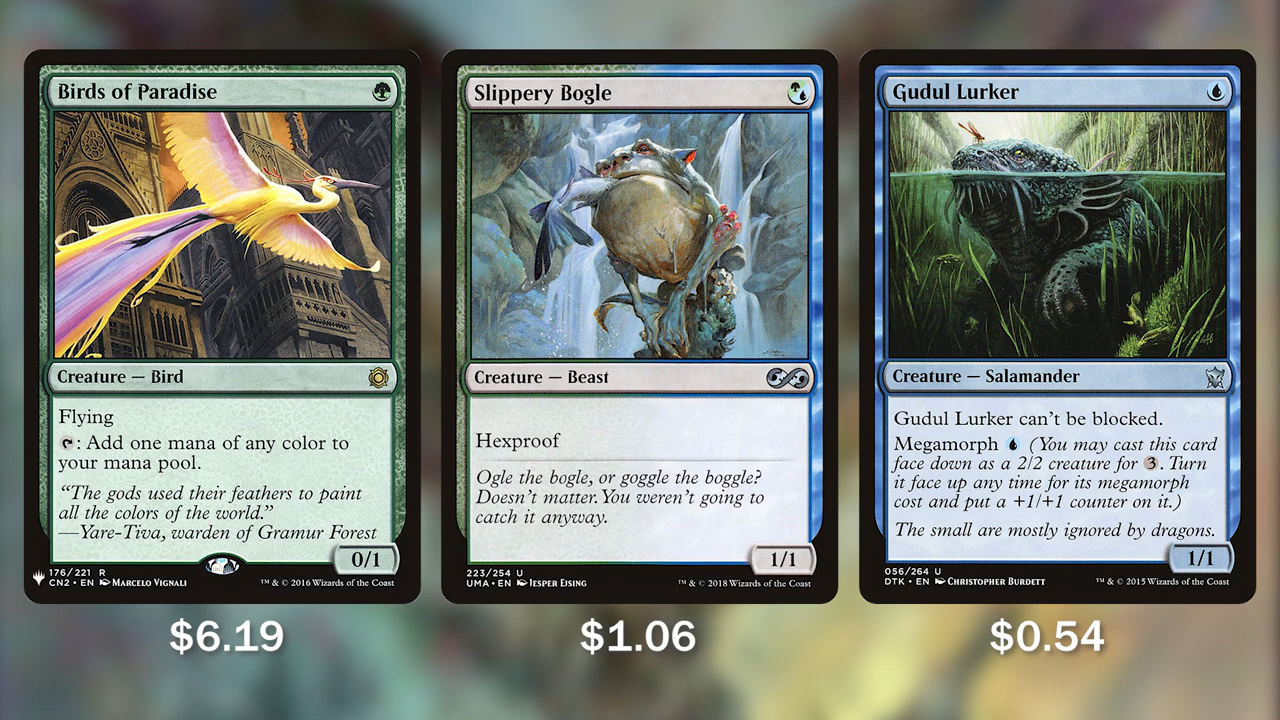 Birds of Paradise
Creature — Bird
Flying
: Add one mana of any color to
your mana pool.
“The gods used their feathers to paint
all the colors of the world.”
—Yare-Tiva, warden of Gramur Forest
0/1
176/221 R
CN2 • EN MARCELO VIGNALI
™ & © 2016 Wizards of the Coast
$6.19
Slippery Bogle
Creature — Beast
Hexproof
Ogle the bogle, or goggle the boggle?
Doesn’t matter. You weren’t going to
catch it anyway.
1/1
223/254 U
UMA • EN JESPER EJSING
™ & © 2018 Wizards of the Coast
$1.06
Gudul Lurker
Creature — Salamander
Gudul Lurker can’t be blocked.
Megamorph (You may cast this card
face down as a 2/2 creature for 3. Turn
it face up any time for its megamorph
cost and put a +1/+1 counter on it.)
The small are mostly ignored by dragons.
1/1
056/264 U
DTK • EN CHRISTOPHER BURDETT
™ & © 2015 Wizards of the Coast
$0.54